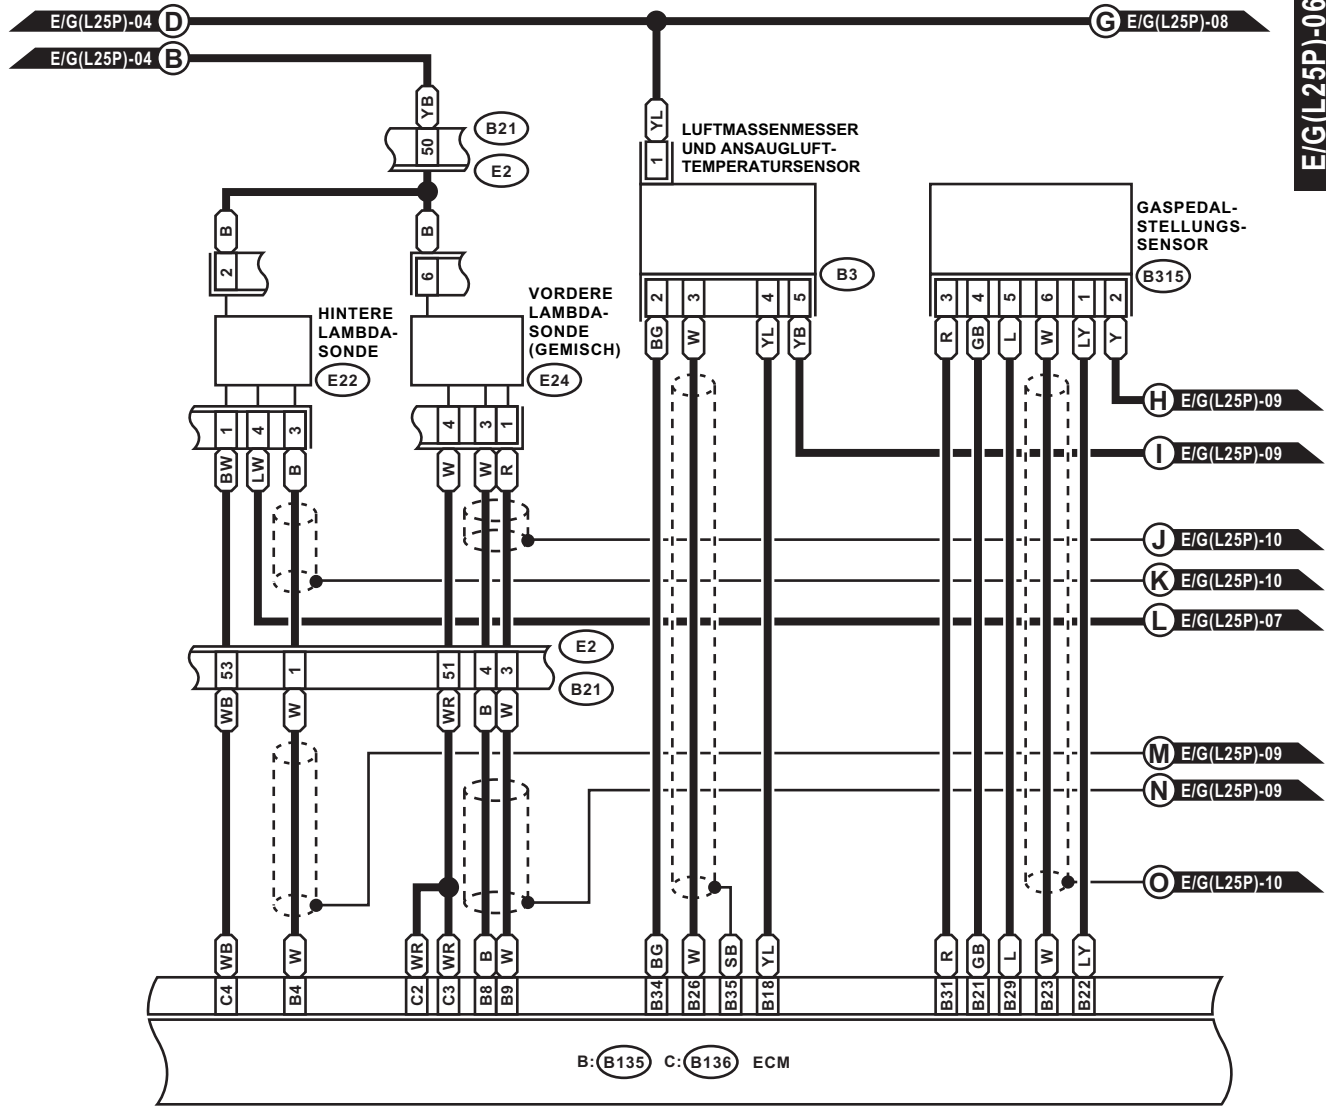 E/G(L25P)-04 D
G E/G(L25P)-08
E/G(L25P)-06
E/G(L25P)-04 B
YB
50
B21
E2
YL
1
LUFTMASSENMESSER
UND ANSAUGLUFT-
TEMPERATURSENSOR
B B
2 6
HINTERE
LAMBDA-
SONDE
E22
VORDERE
LAMBDA-
SONDE
(GEMISCH)
E24
B3
GASPEDAL-
STELLUNGS-
SENSOR
B315
2 3 4 5
3 4 5 6 1 2
BG W YL YB
R GB L W LY Y
1 4 3
4 3 1
BW LW B
W W R
H E/G(L25P)-09
I E/G(L25P)-09
J E/G(L25P)-10
K E/G(L25P)-10
L E/G(L25P)-07
E2
53 1 51 4 3
B21
WB W WR B W
M E/G(L25P)-09
N E/G(L25P)-09
O E/G(L25P)-10
WB W WR WR B W BG W SB YL R GB L W LY
C4 B4 C2 C3 B8 B9 B34 B26 B35 B18 B31 B21 B29 B23 B22
B: B135 C: B136 ECM